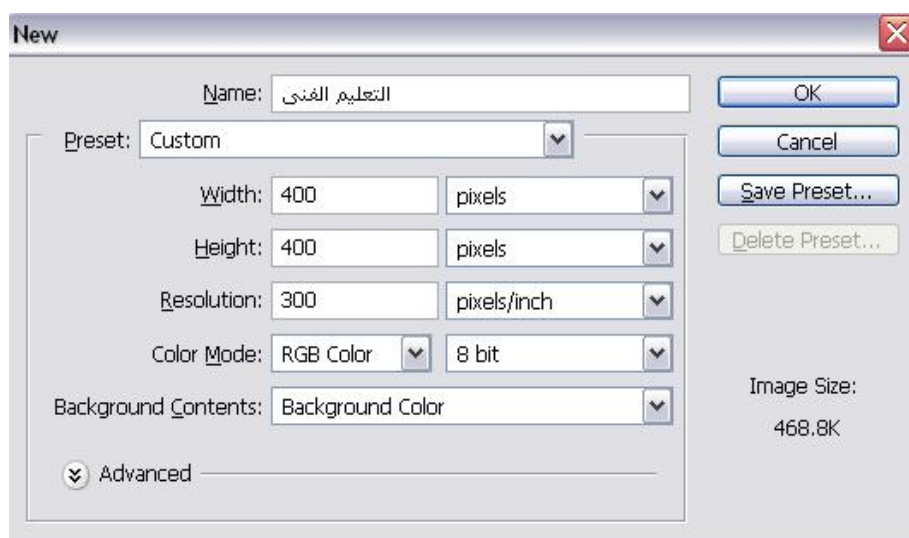 New
Name: التعليم الفنى
OK
Preset: Custom
Cancel
Width: 400 pixels
Save Preset...
Height: 400 pixels
Delete Preset...
Resolution: 300 pixels/inch
Color Mode: RGB Color 8 bit
Background Contents: Background Color
Image Size:
468.8K
Advanced